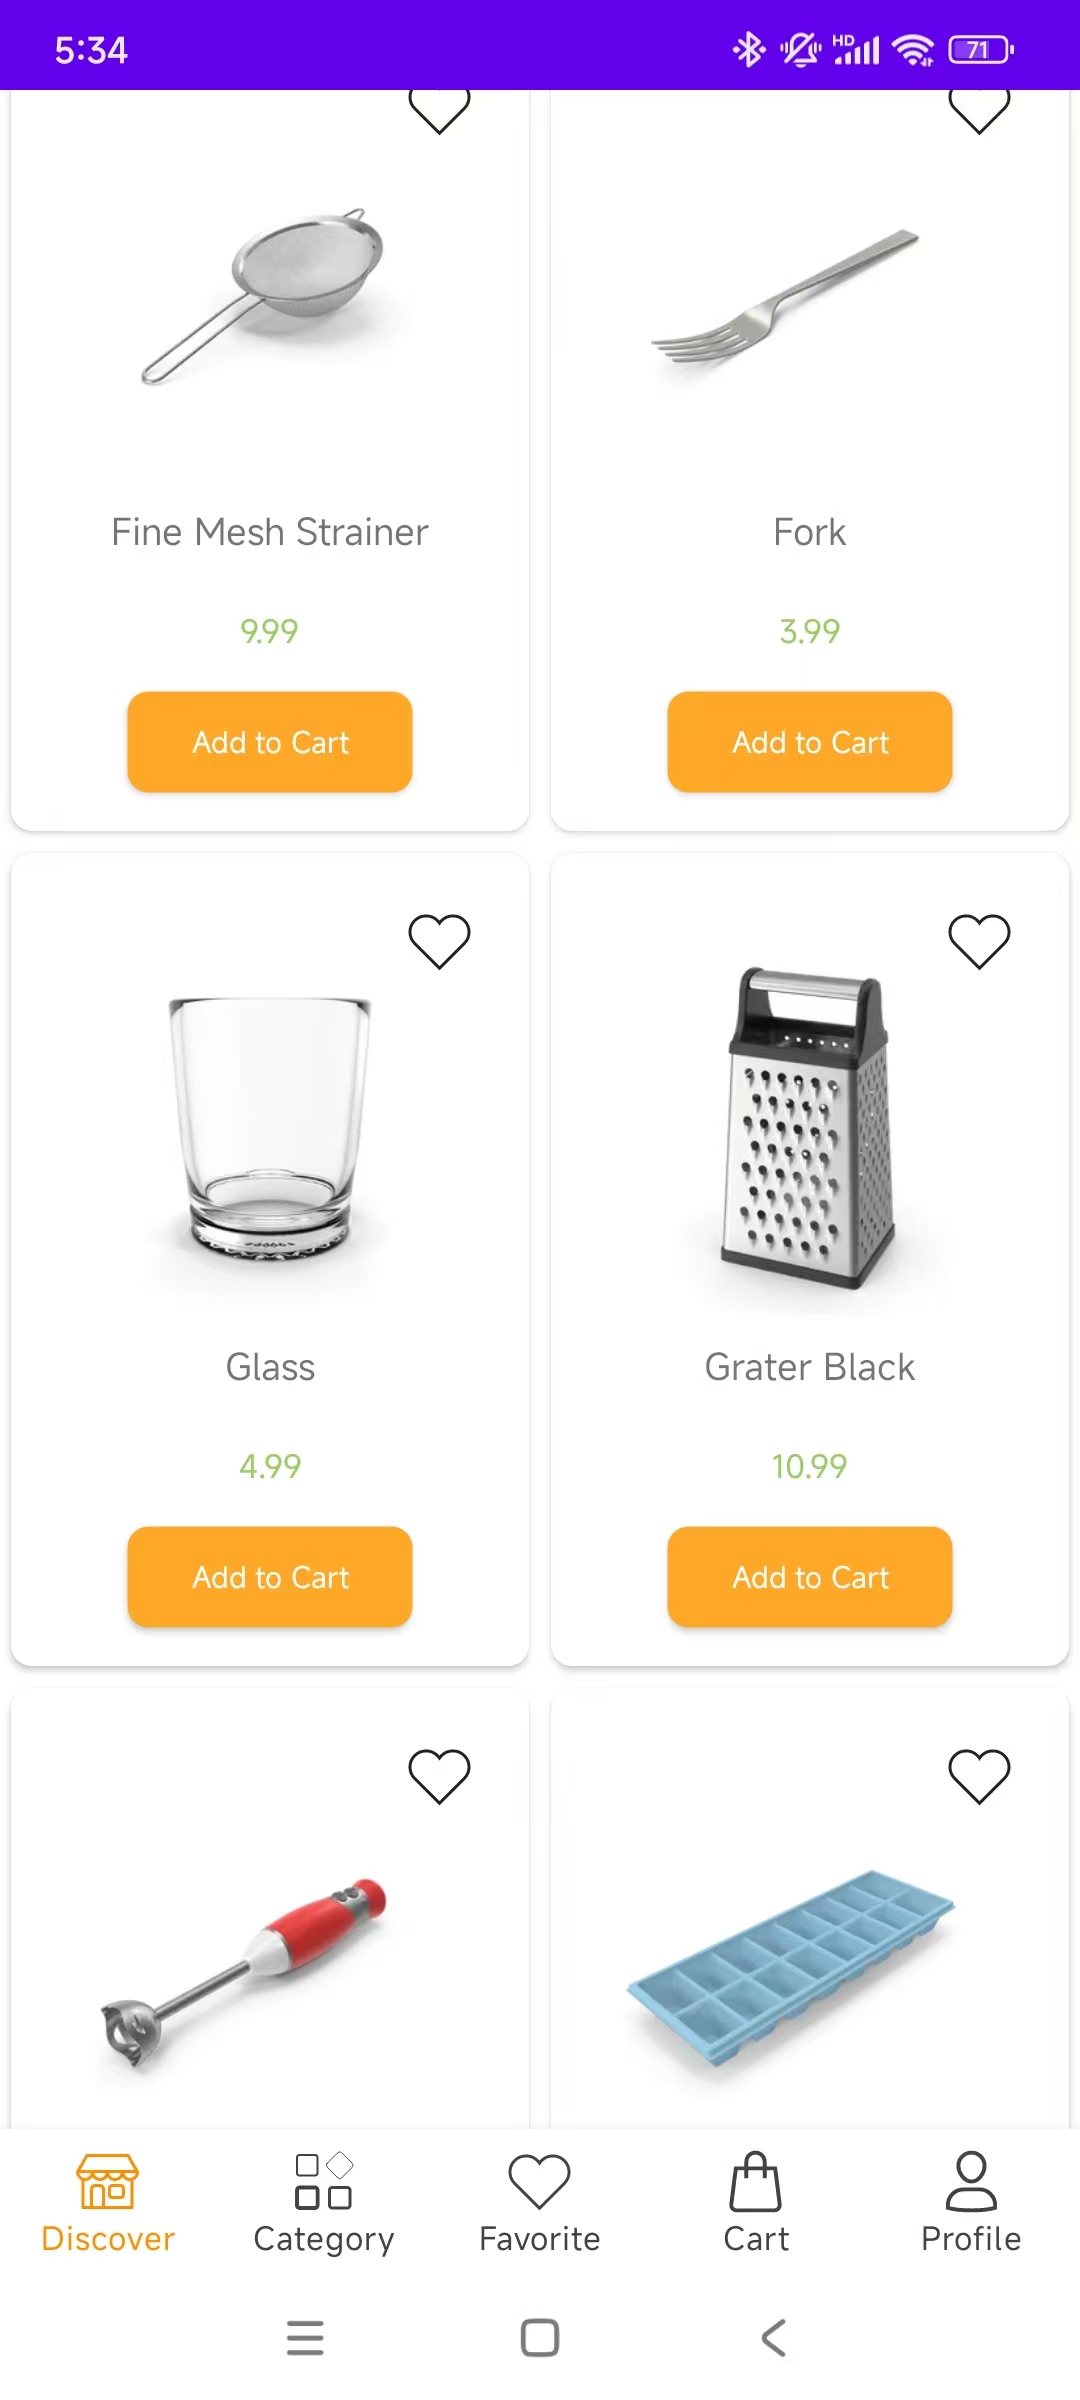 5:34
HD
71
Fine Mesh Strainer
Fork
9.99
3.99
Add to Cart
Add to Cart
Glass
Grater Black
4.99
10.99
Add to Cart
Add to Cart
Discover
Category
Favorite
Cart
Profile